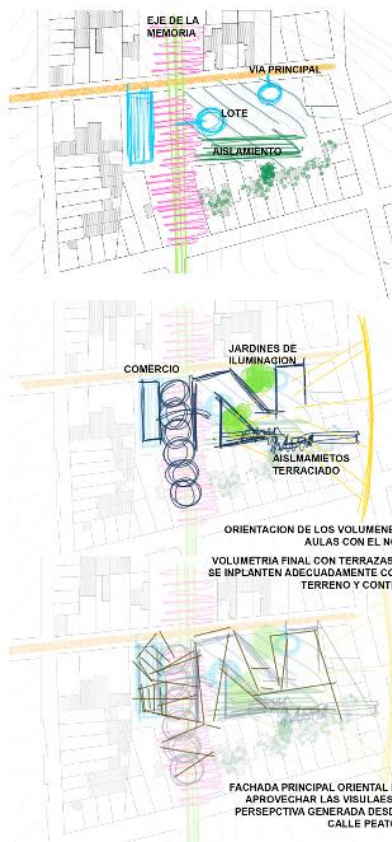 EJE DE LA
MEMORIA
VIA PRINCIPAL
LOTE
AISLAMIENTO
JARDINES DE
ILUMINACION
COMERCIO
AISLMAMIETOS
TERRACIADO
ORIENTACION DE LOS VOLUMENE
AULAS CON EL NO
VOLUMETRIA FINAL CON TERRAZAS
SE INPLANTEN ADECUADAMENTE CO
TERRENO Y CONTE
FACHADA PRINCIPAL ORIENTAL
APROVECHAR LAS VISULAES
PERSEPCTIVA GENERADA DESD
CALLE PEATO